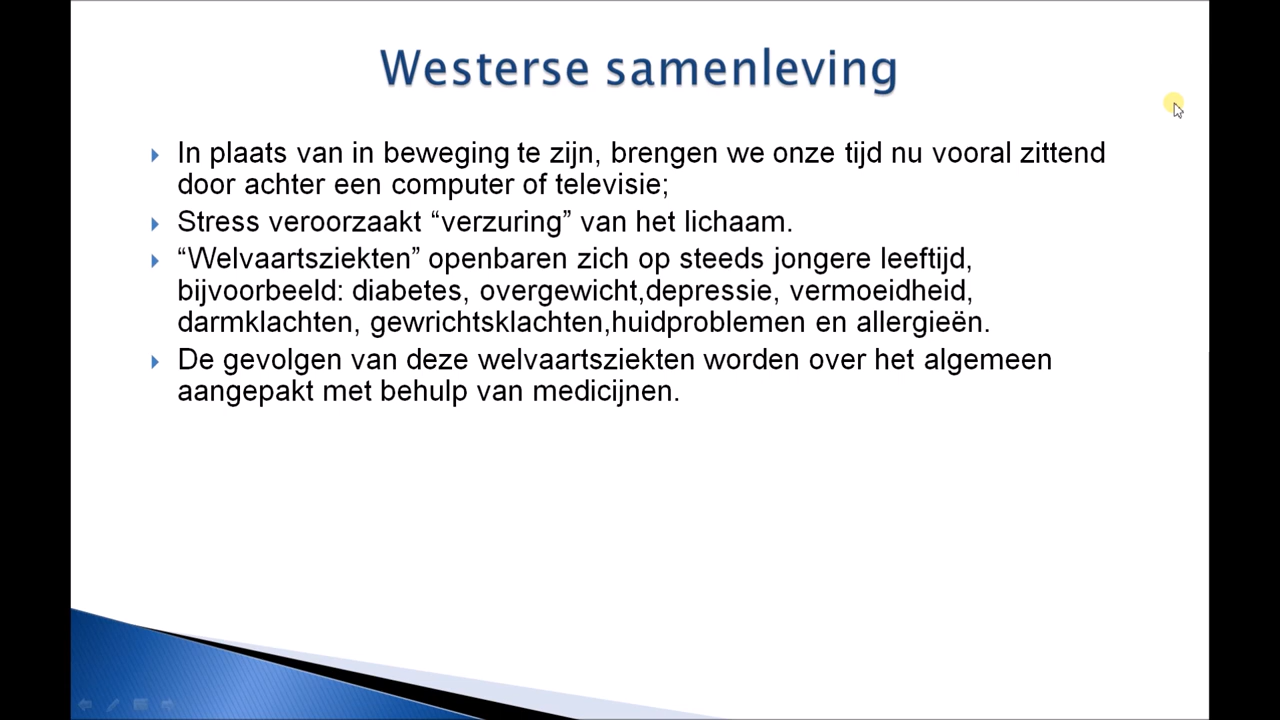 Westerse samenleving
In plaats van in beweging te zijn, brengen we onze tijd nu vooral zittend
door achter een computer of televisie;
Stress veroorzaakt “verzuring” van het lichaam.
“Welvaartsziekten” openbaren zich op steeds jongere leeftijd,
bijvoorbeeld: diabetes, overgewicht,depressie, vermoeidheid,
darmklachten, gewrichtsklachten,huidproblemen en allergieën.
De gevolgen van deze welvaartsziekten worden over het algemeen
aangepakt met behulp van medicijnen.